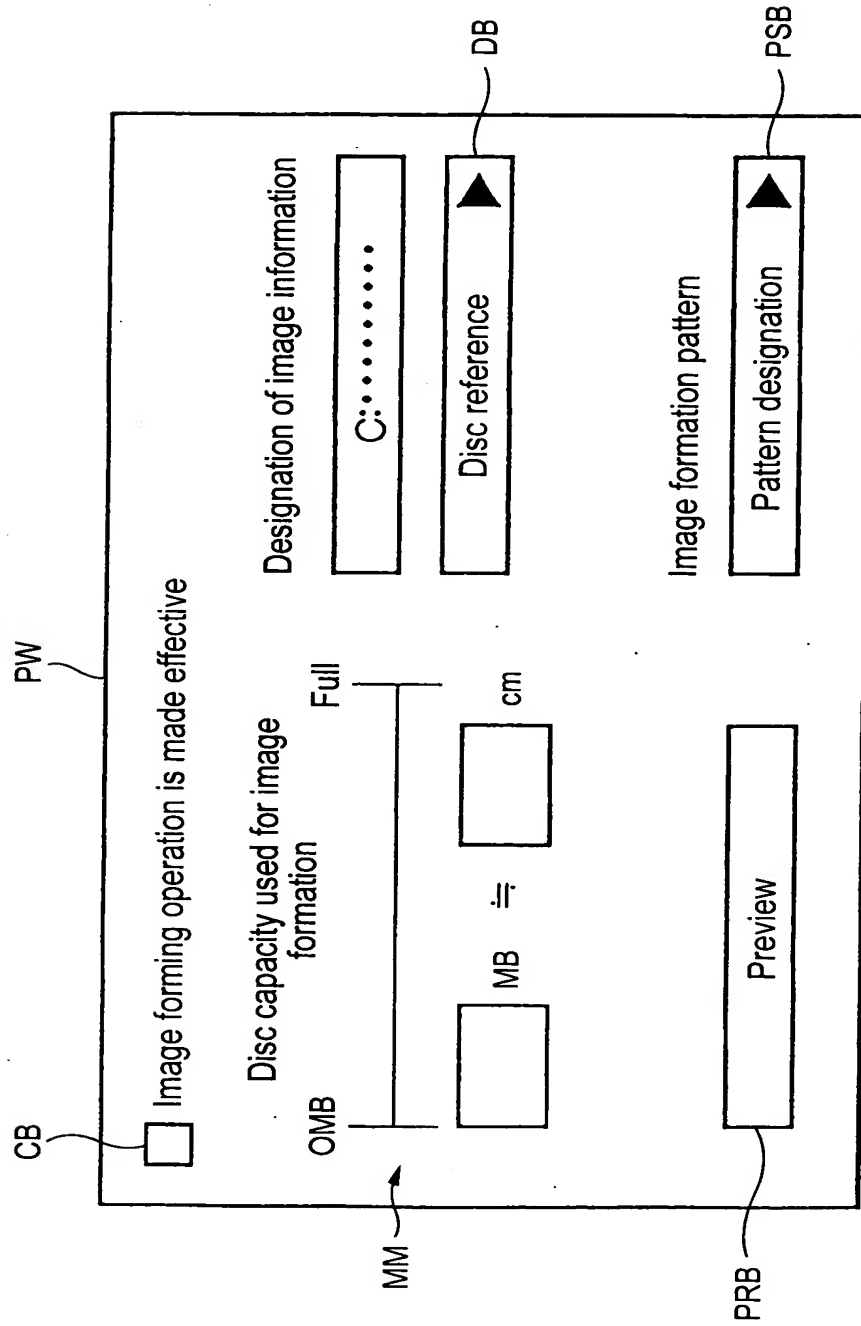 PW
CB
Image forming operation is made effective
Disc capacity used for image
formation
OMB
Full
MM
MB ≒ cm
Preview
PRB
Designation of image information
C:••••••••••
Disc reference ▶
DB
Image formation pattern
Pattern designation ▶
PSB